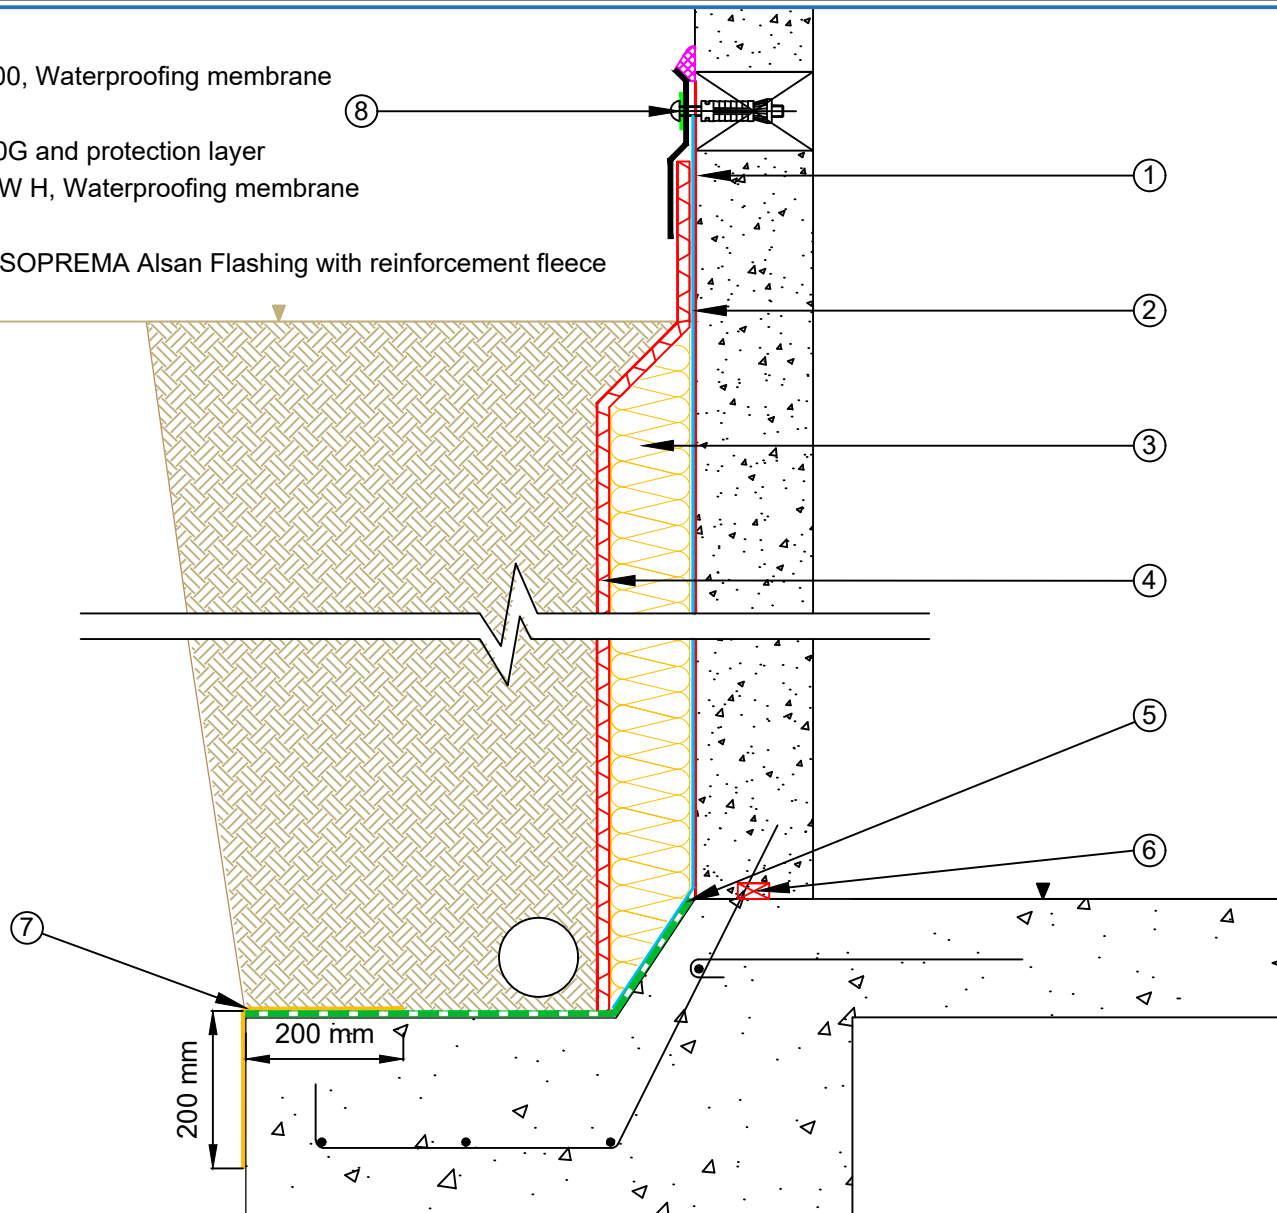 00, Waterproofing membrane
0G and protection layer
W H, Waterproofing membrane
SOPREMA Alsan Flashing with reinforcement fleece
8
1
2
3
4
5
6
7
200 mm
200 mm